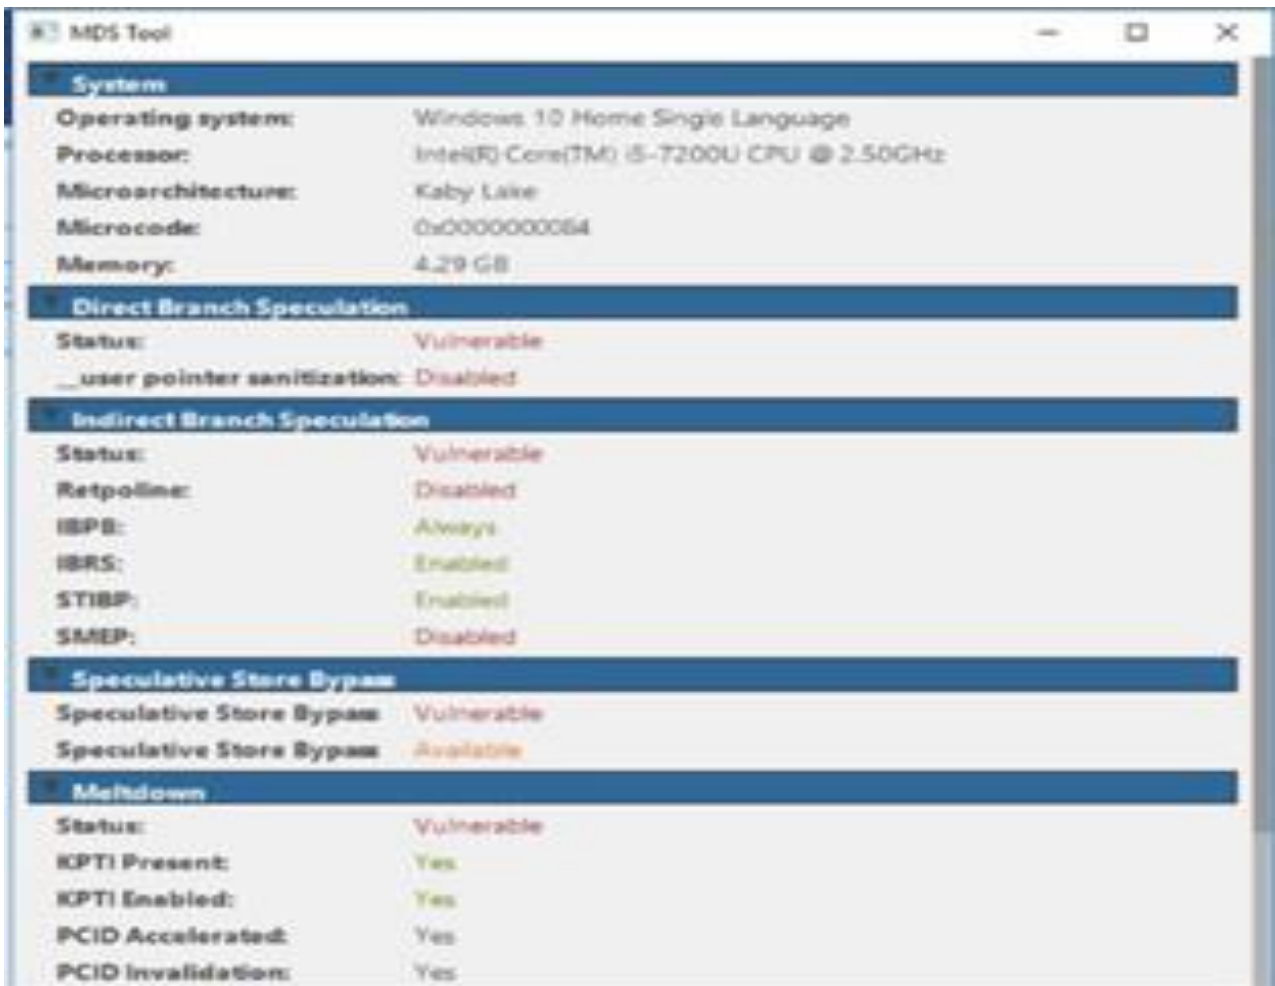 MDS Tool
System
Operating system: Windows 10 Home Single Language
Processor: Intel(R) Core(TM) i5-7200U CPU @ 2.50GHz
Microarchitecture: Kaby Lake
Microcode: 0x0000000084
Memory: 4.29 GB
Direct Branch Speculation
Status: Vulnerable
__user pointer sanitization: Disabled
Indirect Branch Speculation
Status: Vulnerable
Retpoline: Disabled
IBPB: Always
IBRS: Enabled
STIBP: Enabled
SMEP: Disabled
Speculative Store Bypass
Speculative Store Bypass Vulnerable
Speculative Store Bypass Available
Meltdown
Status: Vulnerable
KPTI Present: Yes
KPTI Enabled: Yes
PCID Accelerated: Yes
PCID Invalidation: Yes